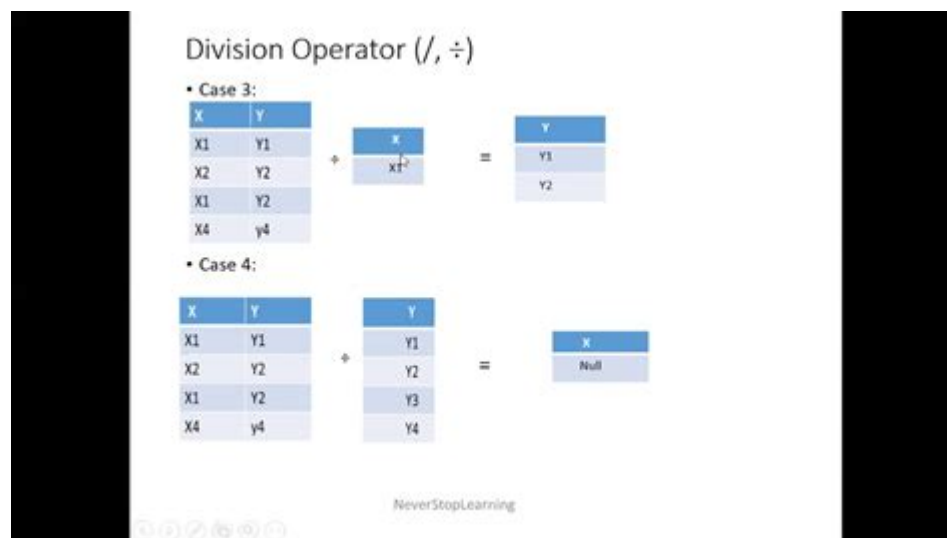 Division Operator (/, ÷)
• Case 3:
X Y
X1 Y1
X2 Y2
X1 Y2
X4 y4
÷
X
X1
=
Y
Y1
Y2
• Case 4:
X Y
X1 Y1
X2 Y2
X1 Y2
X4 y4
÷
Y
Y1
Y2
Y3
Y4
=
X
Null
NeverStopLearning